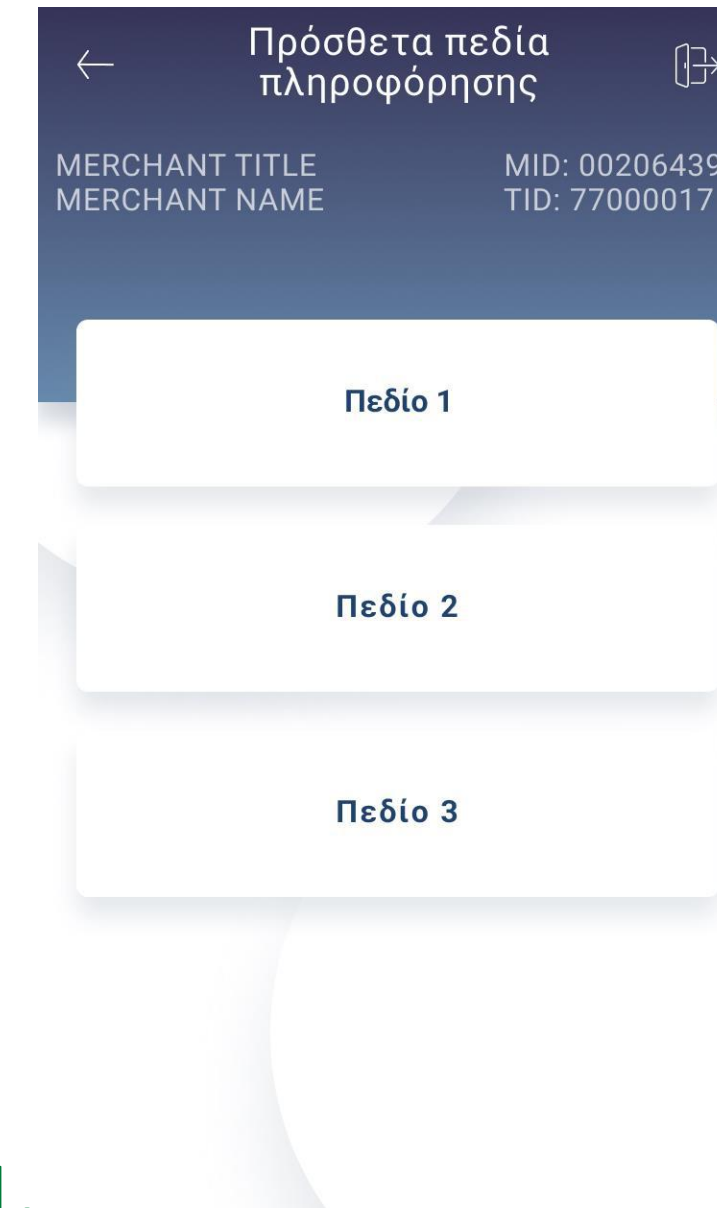 Πρόσθετα πεδία
πληροφόρησης
MERCHANT TITLE
MERCHANT NAME
MID: 00206439
TID: 77000017
Πεδίο 1
Πεδίο 2
Πεδίο 3